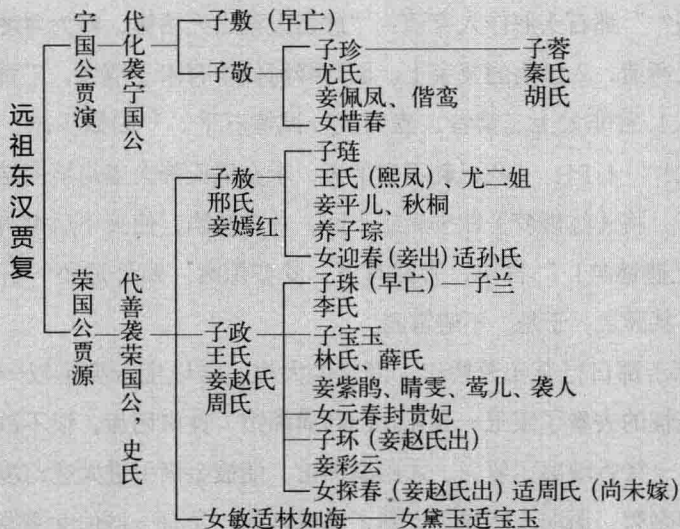 远祖东汉贾复
宁国公贾演
代化袭宁国公
子敷（早亡）
子敬
子珍
尤氏
妾佩凤、偕鸾
女惜春
子蓉
秦氏
胡氏
荣国公贾源
代善袭荣国公，史氏
子赦
邢氏
妾嫣红
子琏
王氏（熙凤）、尤二姐
妾平儿、秋桐
养子琮
女迎春（妾出）适孙氏
子政
王氏
妾赵氏
周氏
子珠（早亡）
李氏
子兰
子宝玉
林氏、薛氏
妾紫鹃、晴雯、莺儿、袭人
女元春封贵妃
子环（妾赵氏出）
妾彩云
女探春（妾赵氏出）适周氏（尚未嫁）
女敏适林如海
女黛玉适宝玉